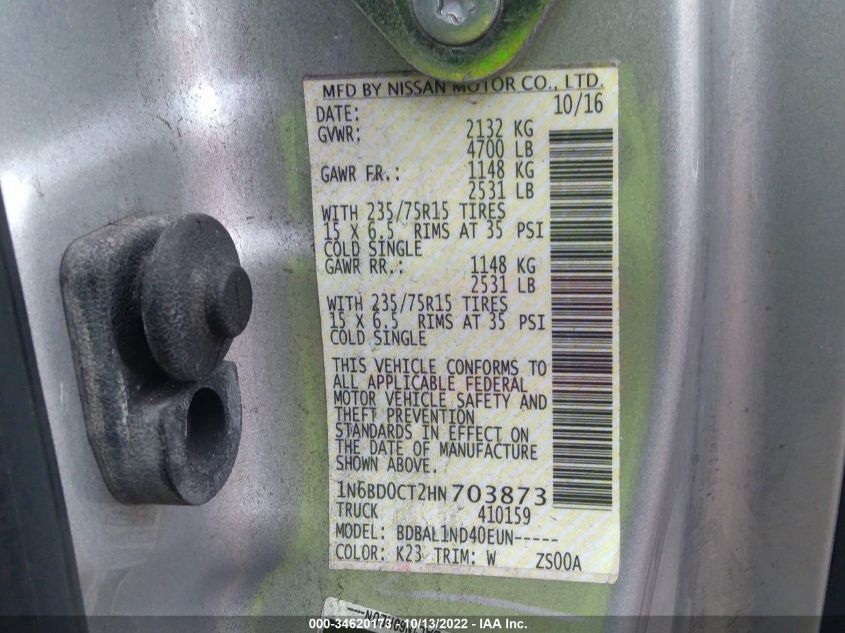 MFD BY NISSAN MOTOR CO., LTD.
DATE: 10/16
GVWR: 2132 KG
4700 LB
GAWR FR.: 1148 KG
2531 LB
WITH 235/75R15 TIRES
15 X 6.5 RIMS AT 35 PSI
COLD SINGLE
GAWR RR.: 1148 KG
2531 LB
WITH 235/75R15 TIRES
15 X 6.5 RIMS AT 35 PSI
COLD SINGLE
THIS VEHICLE CONFORMS TO
ALL APPLICABLE FEDERAL
MOTOR VEHICLE SAFETY AND
THEFT PREVENTION
STANDARDS IN EFFECT ON
THE DATE OF MANUFACTURE
SHOWN ABOVE.
1N6BD0CT2HN703873
TRUCK 410159
MODEL: BDBAL1ND40EUN-----
COLOR: K23 TRIM: W ZS00A
000-34620173 - 10/13/2022 - IAA Inc.